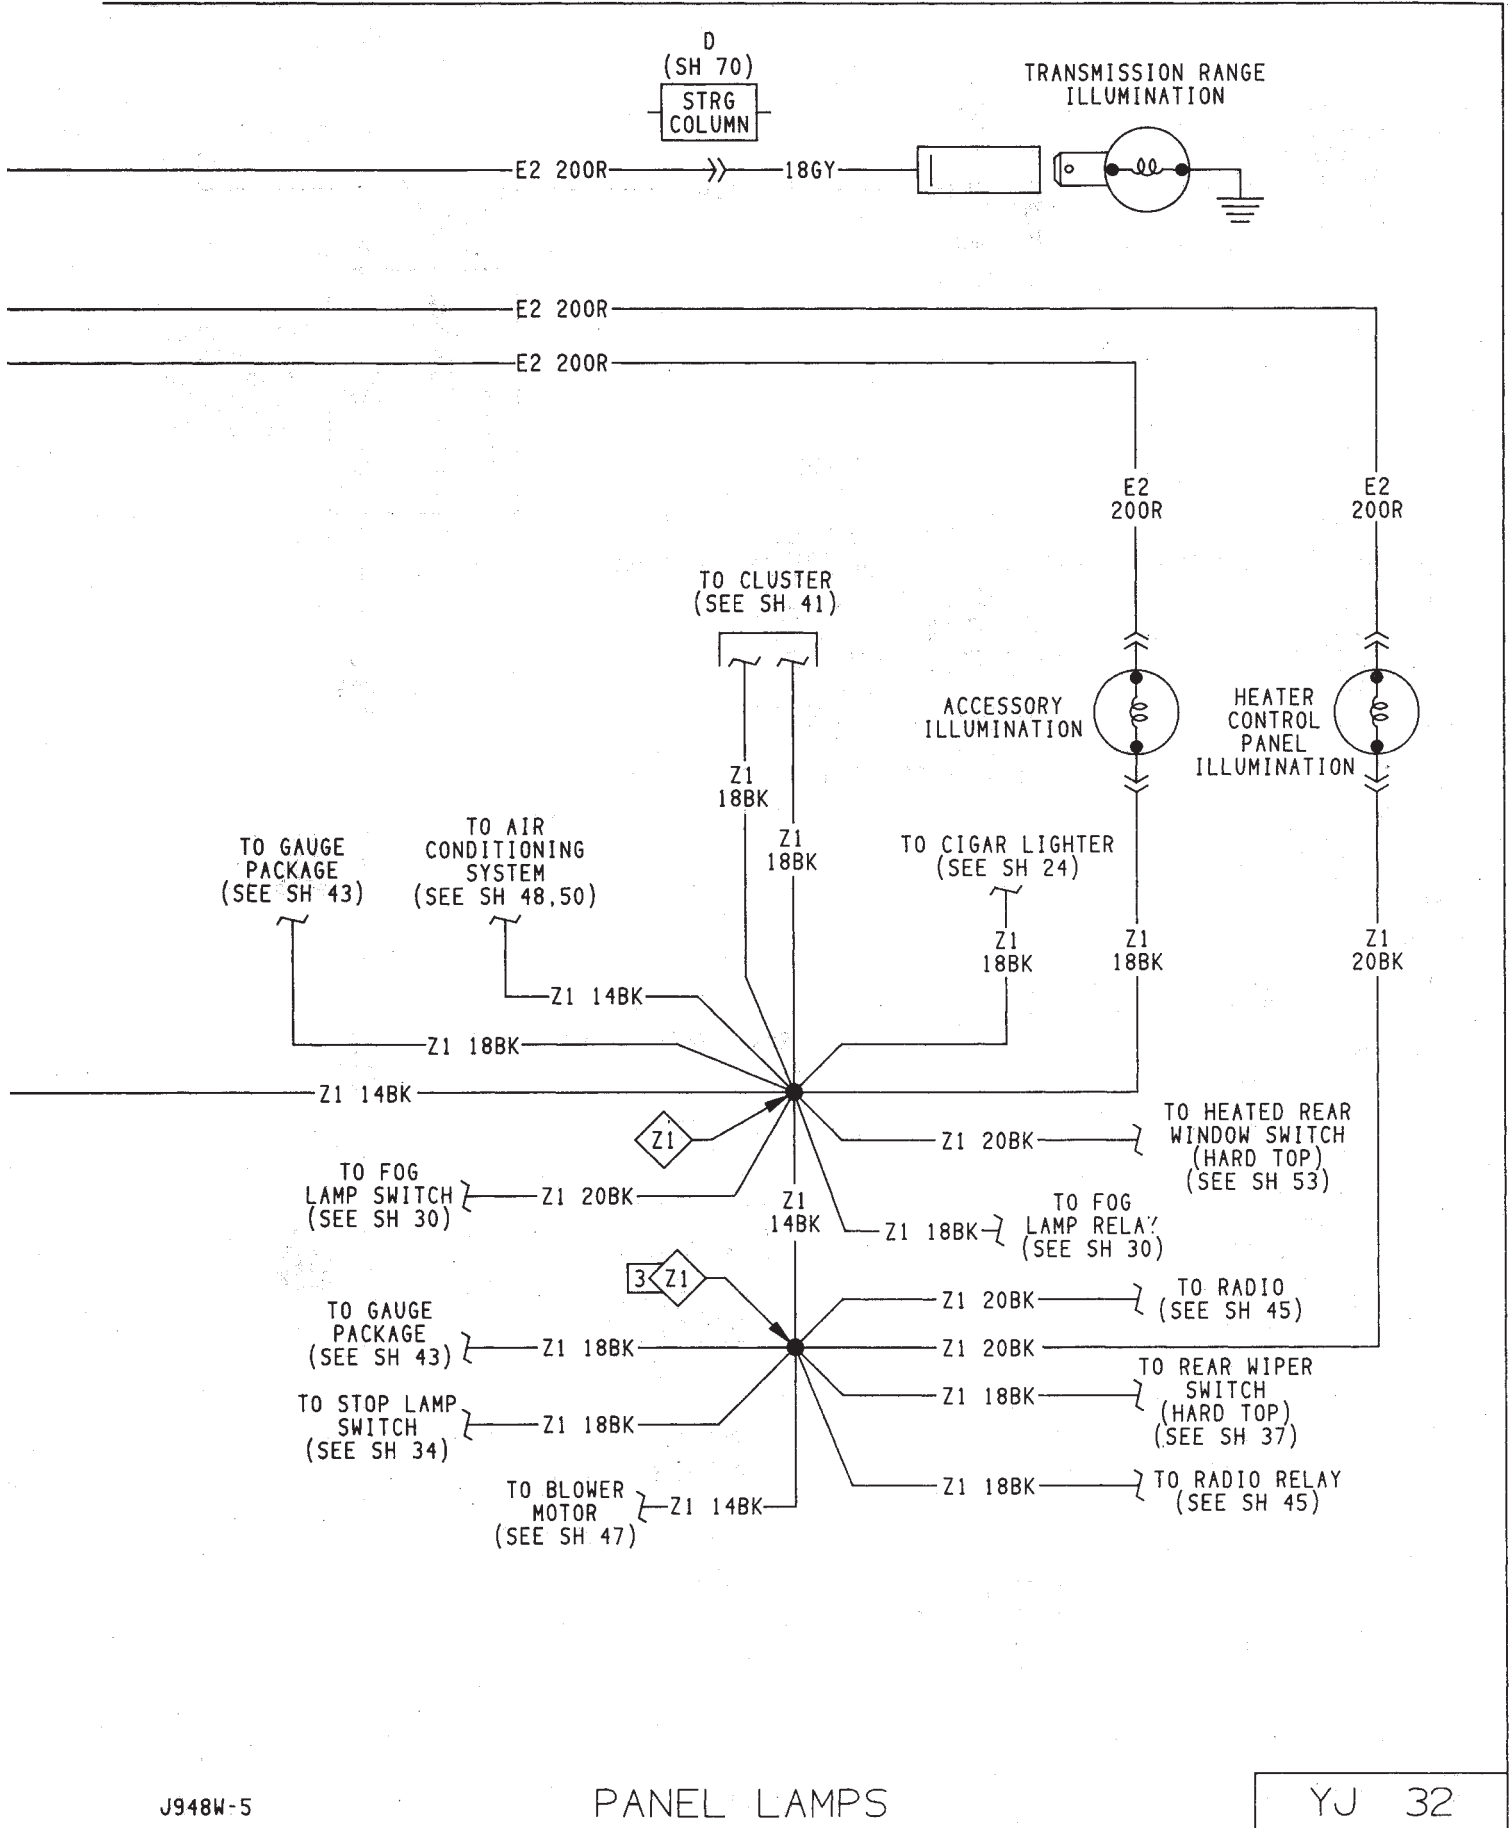 D
(SH 70)
STRG
COLUMN
TRANSMISSION RANGE
ILLUMINATION
E2 20OR
18GY
E2 20OR
E2 20OR
E2
20OR
E2
20OR
TO CLUSTER
(SEE SH 41)
ACCESSORY
ILLUMINATION
HEATER
CONTROL
PANEL
ILLUMINATION
Z1
18BK
Z1
18BK
TO GAUGE
PACKAGE
(SEE SH 43)
TO AIR
CONDITIONING
SYSTEM
(SEE SH 48,50)
TO CIGAR LIGHTER
(SEE SH 24)
Z1
18BK
Z1
18BK
Z1
20BK
Z1 14BK
Z1 18BK
Z1 14BK
Z1
Z1 20BK
TO HEATED REAR
WINDOW SWITCH
(HARD TOP)
(SEE SH 53)
TO FOG
LAMP SWITCH
(SEE SH 30)
Z1 20BK
Z1
14BK
Z1 18BK
TO FOG
LAMP RELAY
(SEE SH 30)
3 Z1
Z1 20BK
TO RADIO
(SEE SH 45)
TO GAUGE
PACKAGE
(SEE SH 43)
Z1 18BK
Z1 20BK
Z1 18BK
TO REAR WIPER
SWITCH
(HARD TOP)
(SEE SH 37)
TO STOP LAMP
SWITCH
(SEE SH 34)
Z1 18BK
Z1 18BK
TO RADIO RELAY
(SEE SH 45)
TO BLOWER
MOTOR
(SEE SH 47)
Z1 14BK
J948W-5
PANEL LAMPS
YJ 32